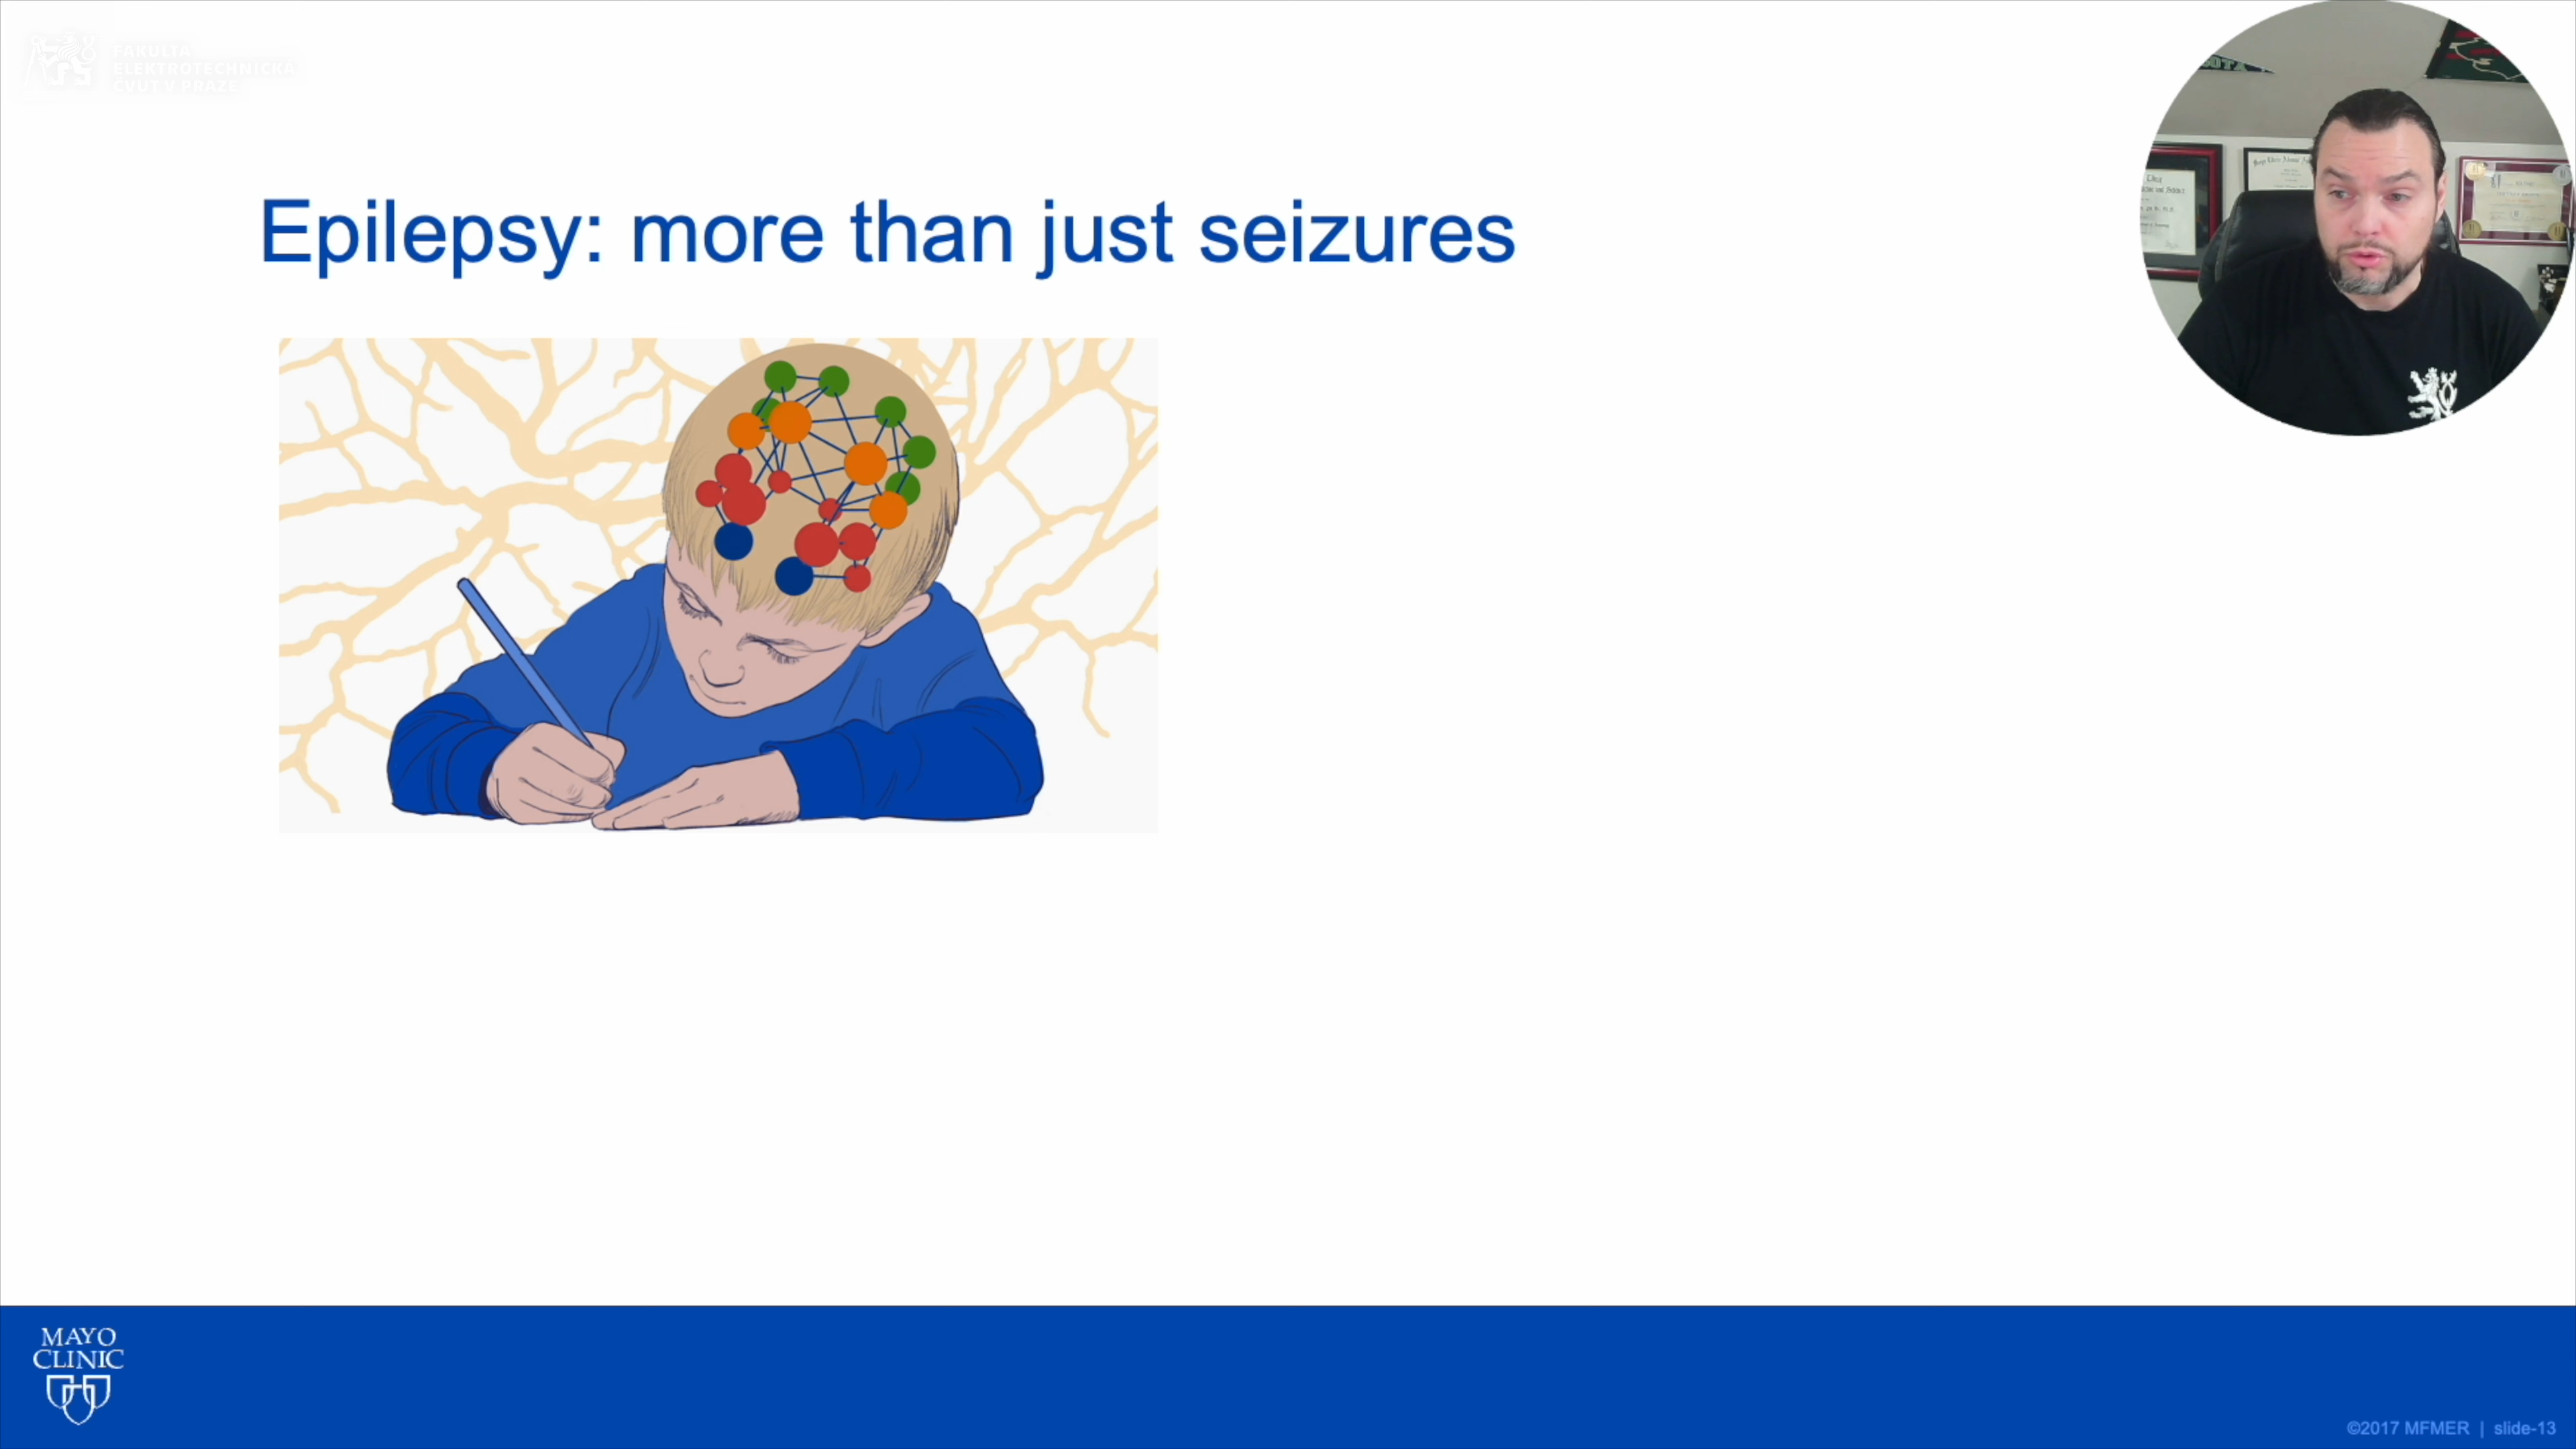 FAKULTA
ELEKTROTECHNICKÁ
ČVUT V PRAZE
Epilepsy: more than just seizures
MAYO
CLINIC
©2017 MFMER | slide-13